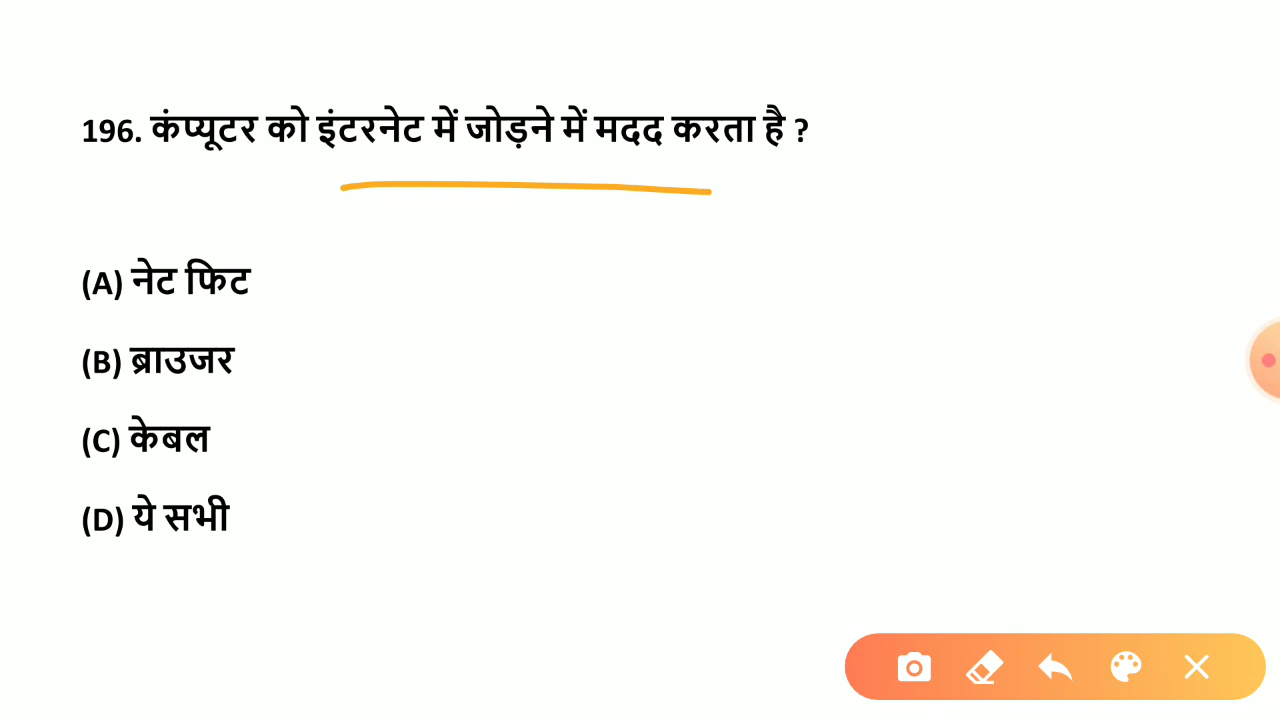 196. कंप्यूटर को इंटरनेट में जोड़ने में मदद करता है ?
(A) नेट फिट
(B) ब्राउजर
(C) केबल
(D) ये सभी